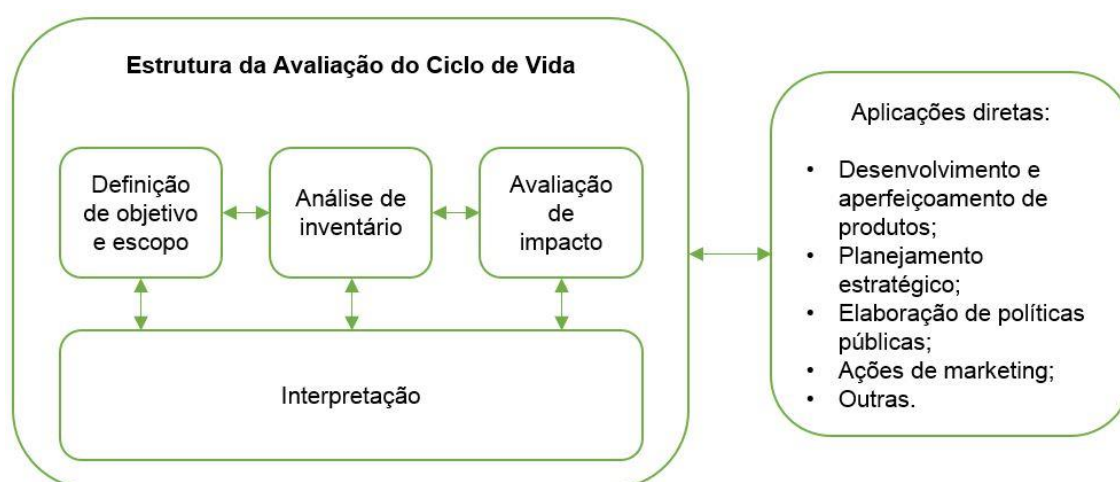 Estrutura da Avaliação do Ciclo de Vida
Definição
de objetivo
e escopo
Análise de
inventário
Avaliação
de
impacto
Interpretação
Aplicações diretas:
• Desenvolvimento e
aperfeiçoamento de
produtos;
• Planejamento
estratégico;
• Elaboração de políticas
públicas;
• Ações de marketing;
• Outras.